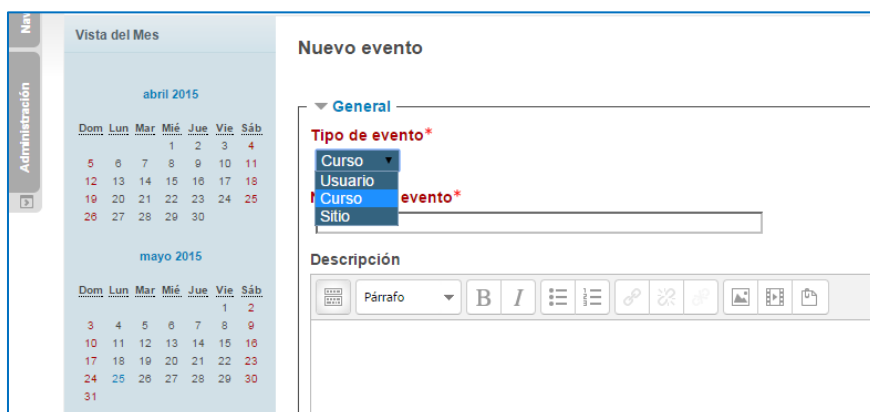 Nav
Administración
Vista del Mes
abril 2015
Dom Lun Mar Mié Jue Vie Sáb
1 2 3 4
5 6 7 8 9 10 11
12 13 14 15 16 17 18
19 20 21 22 23 24 25
26 27 28 29 30
mayo 2015
Dom Lun Mar Mié Jue Vie Sáb
1 2
3 4 5 6 7 8 9
10 11 12 13 14 15 16
17 18 19 20 21 22 23
24 25 26 27 28 29 30
31
Nuevo evento
General
Tipo de evento*
Curso
Usuario
Curso
Sitio
evento*
Descripción
Párrafo
B I